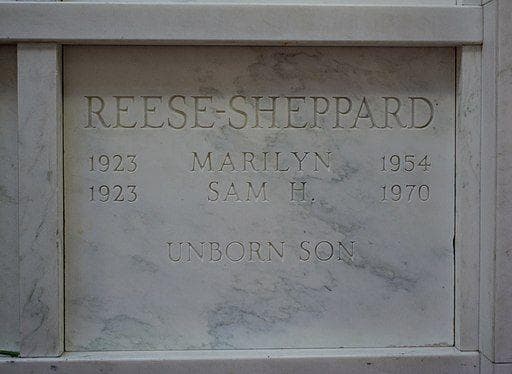 REESE-SHEPPARD
1923 MARILYN 1954
1923 SAM H. 1970
UNBORN SON